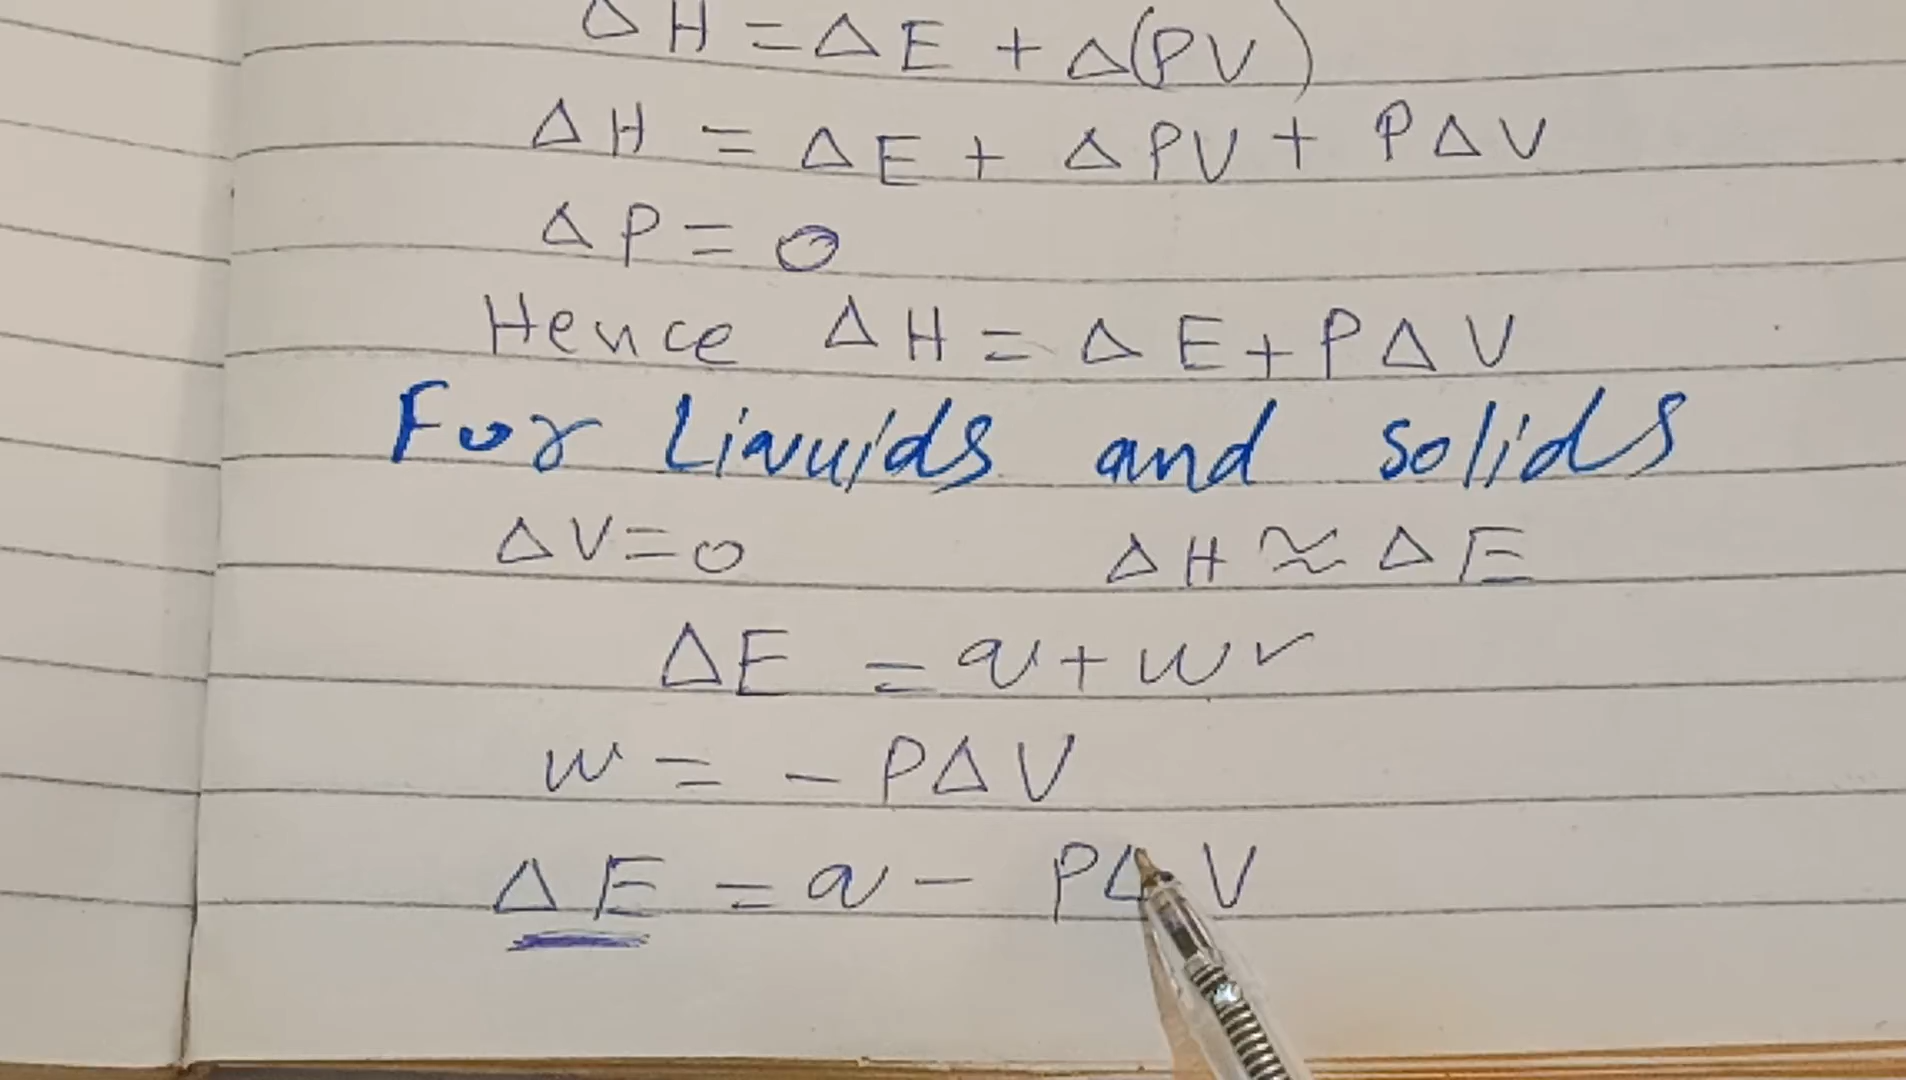 ΔH = ΔE + Δ(PV)
ΔH = ΔE + ΔPV + PΔV
ΔP = 0
Hence ΔH = ΔE + PΔV
For Liquids and solids
ΔV = 0 ΔH ≈ ΔE
ΔE = q + w ✓
w = - PΔV
ΔE = q - PΔV